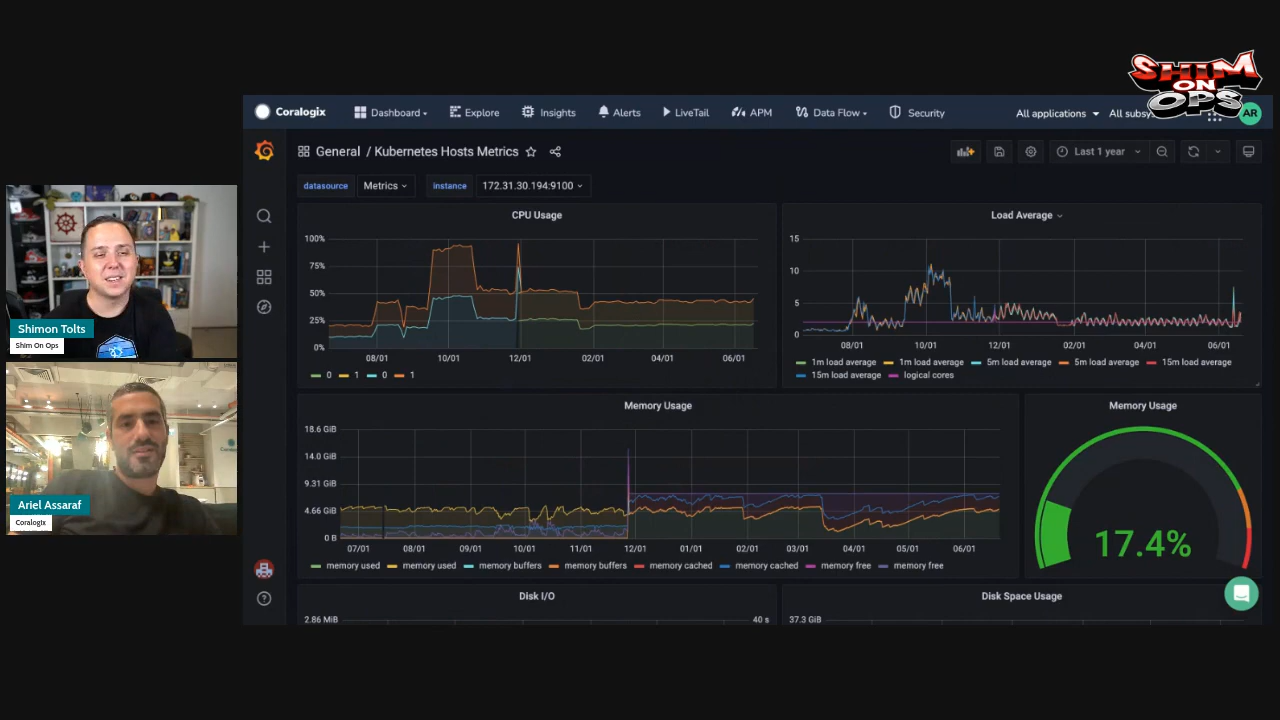 SHIM
ON
OPS
Coralogix
Dashboard
Explore
Insights
Alerts
LiveTail
APM
Data Flow
Security
All applications
All subsy
AR
General / Kubernetes Hosts Metrics
Last 1 year
datasource
Metrics
instance
172.31.30.194:9100
CPU Usage
100%
75%
50%
25%
0%
08/01 10/01 12/01 02/01 04/01 06/01
0 1 0 1
Load Average
15
10
5
0
08/01 10/01 12/01 02/01 04/01 06/01
1m load average 1m load average 5m load average 5m load average 15m load average
15m load average logical cores
Memory Usage
18.6 GiB
14.0 GiB
9.31 GiB
4.66 GiB
0 B
07/01 08/01 09/01 10/01 11/01 12/01 01/01 02/01 03/01 04/01 05/01 06/01
memory used memory used memory buffers memory buffers memory cached memory cached memory free memory free
Memory Usage
17.4%
Disk I/O
2.86 MiB 40 s
Disk Space Usage
37.3 GiB
Shimon Tolts
Shim On Ops
Ariel Assaraf
Coralogix